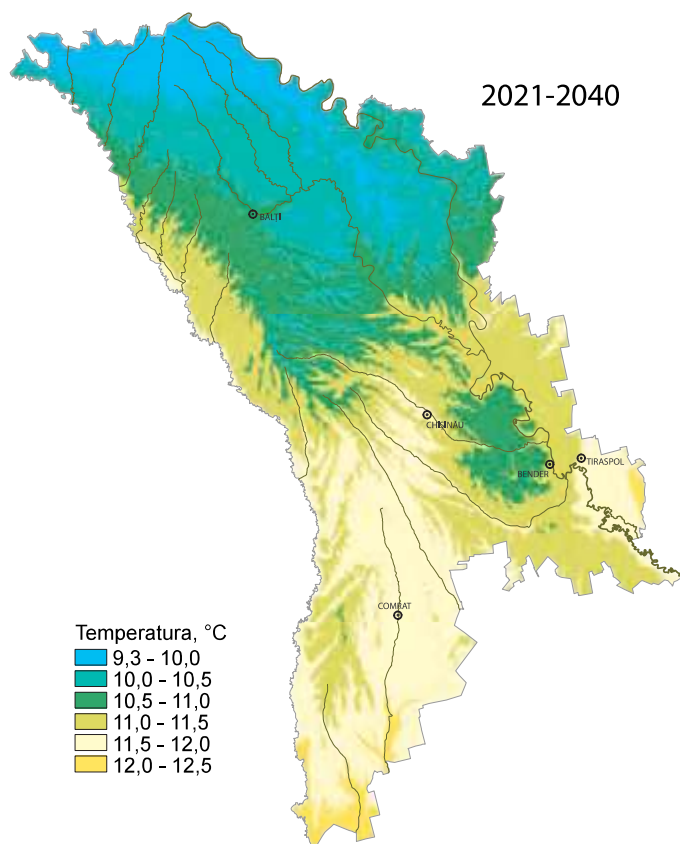 2021-2040
BĂLȚI
CHIȘINĂU
TIRASPOL
BENDER
COMRAT
Temperatura, °C
9,3 - 10,0
10,0 - 10,5
10,5 - 11,0
11,0 - 11,5
11,5 - 12,0
12,0 - 12,5